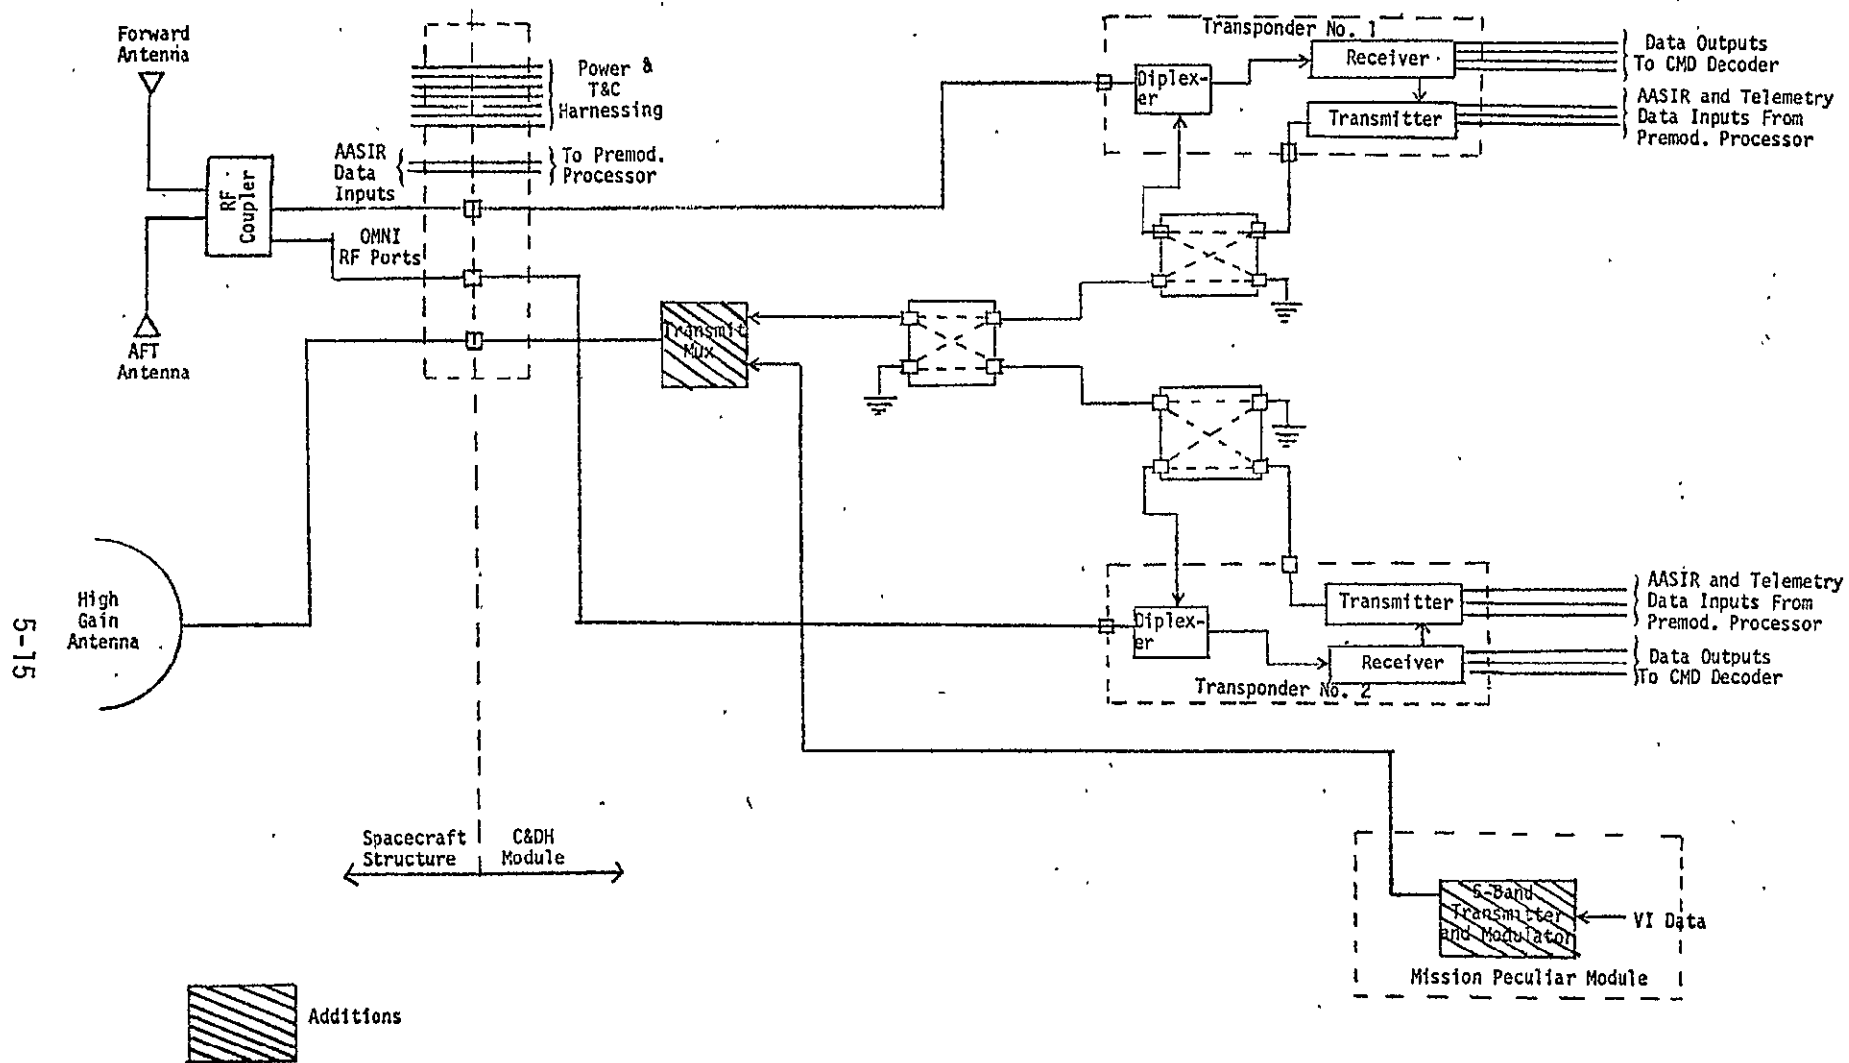 Forward
Antenna
RF
Coupler
AFT
Antenna
Power &
T&C
Harnessing
AASIR
Data
Inputs
To Premod.
Processor
OMNI
RF Ports
Transmit
Mux
Transponder No. 1
Diplex-
er
Receiver
Transmitter
Data Outputs
To CMD Decoder
AASIR and Telemetry
Data Inputs From
Premod. Processor
High
Gain
Antenna
5-15
Diplex-
er
Transmitter
Receiver
Transponder No. 2
AASIR and Telemetry
Data Inputs From
Premod. Processor
Data Outputs
To CMD Decoder
Spacecraft
Structure
C&DH
Module
S-Band
Transmitter
and Modulator
VI Data
Mission Peculiar Module
Additions